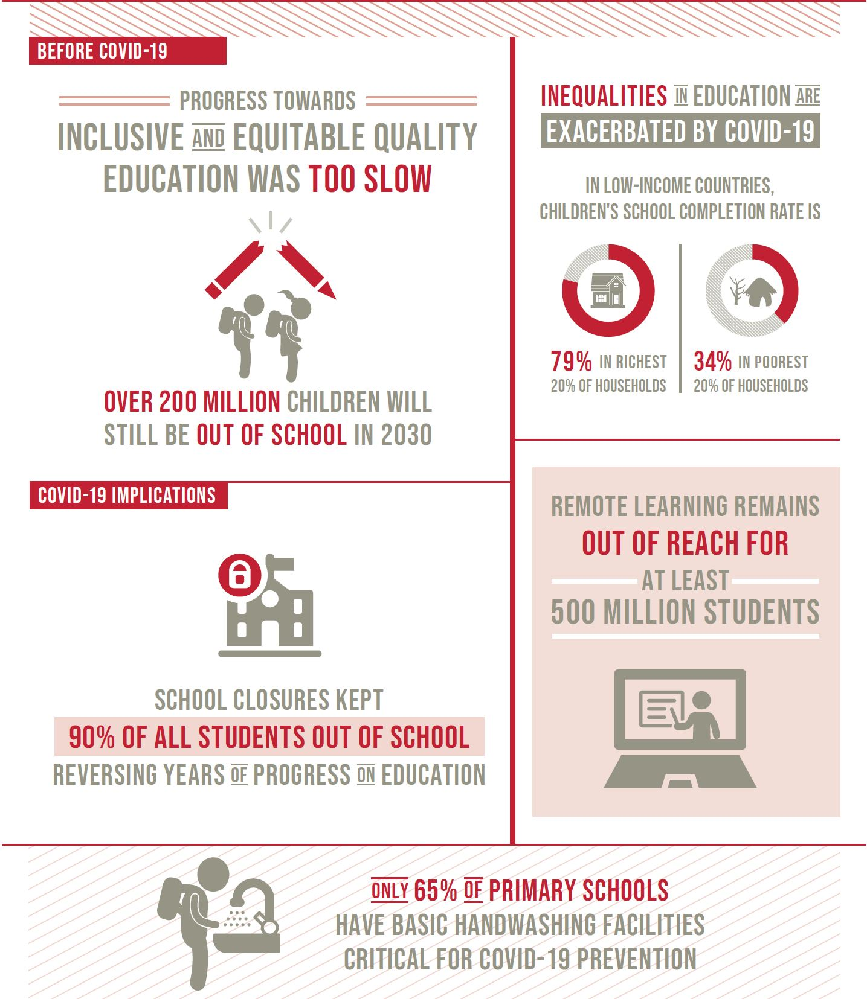 BEFORE COVID-19
PROGRESS TOWARDS
INCLUSIVE AND EQUITABLE QUALITY
EDUCATION WAS TOO SLOW
OVER 200 MILLION CHILDREN WILL
STILL BE OUT OF SCHOOL IN 2030
COVID-19 IMPLICATIONS
SCHOOL CLOSURES KEPT
90% OF ALL STUDENTS OUT OF SCHOOL
REVERSING YEARS OF PROGRESS ON EDUCATION
INEQUALITIES IN EDUCATION ARE
EXACERBATED BY COVID-19
IN LOW-INCOME COUNTRIES,
CHILDREN'S SCHOOL COMPLETION RATE IS
79% IN RICHEST
20% OF HOUSEHOLDS
34% IN POOREST
20% OF HOUSEHOLDS
REMOTE LEARNING REMAINS
OUT OF REACH FOR
AT LEAST
500 MILLION STUDENTS
ONLY 65% OF PRIMARY SCHOOLS
HAVE BASIC HANDWASHING FACILITIES
CRITICAL FOR COVID-19 PREVENTION